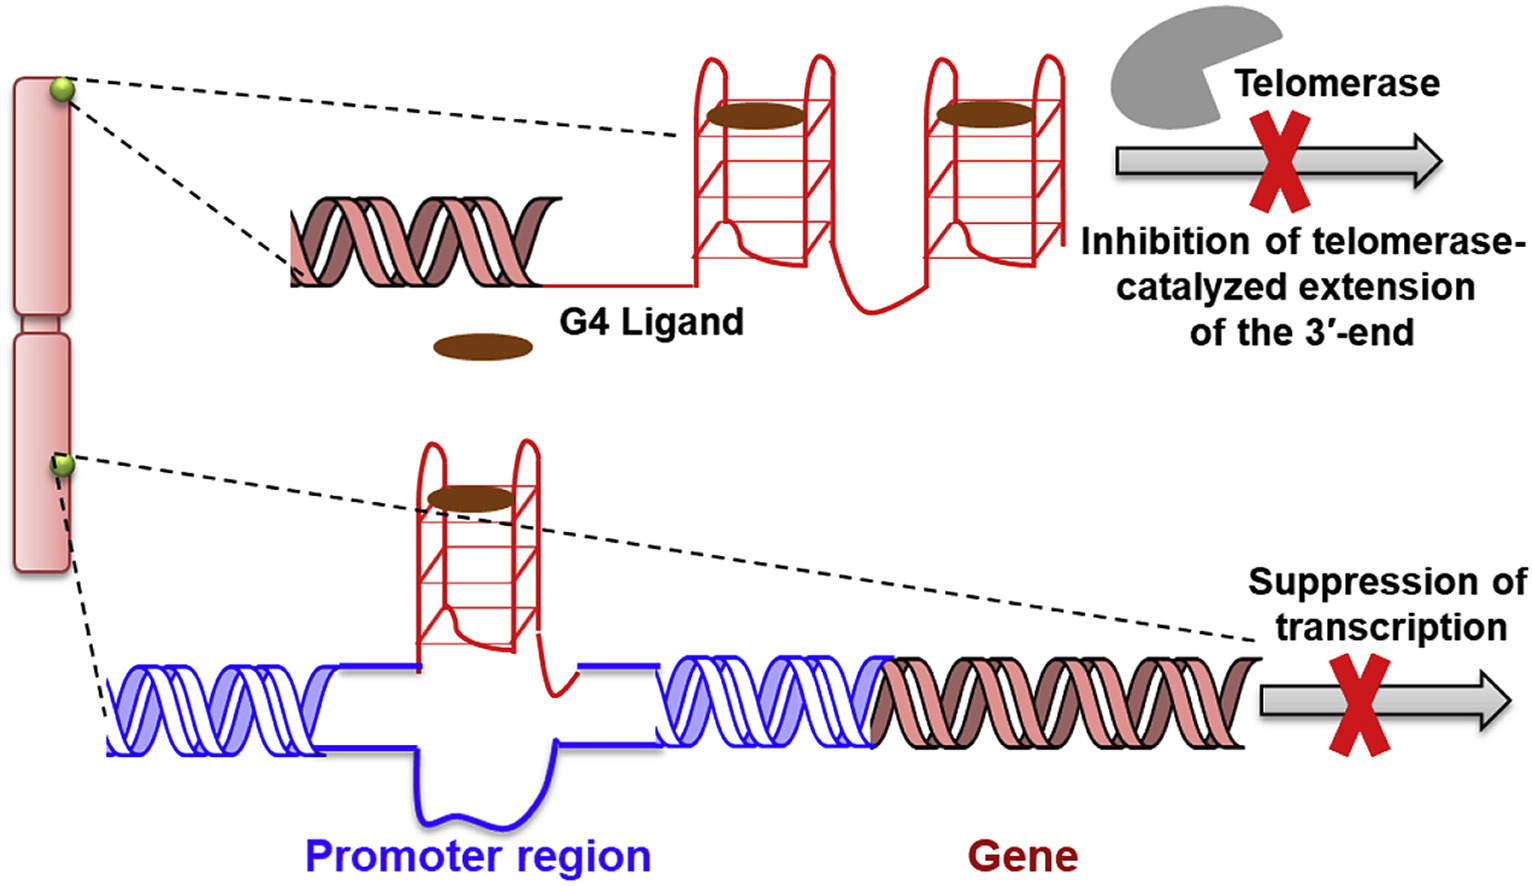 Telomerase
Inhibition of telomerase-
catalyzed extension
of the 3′-end
G4 Ligand
Suppression of
transcription
Promoter region
Gene